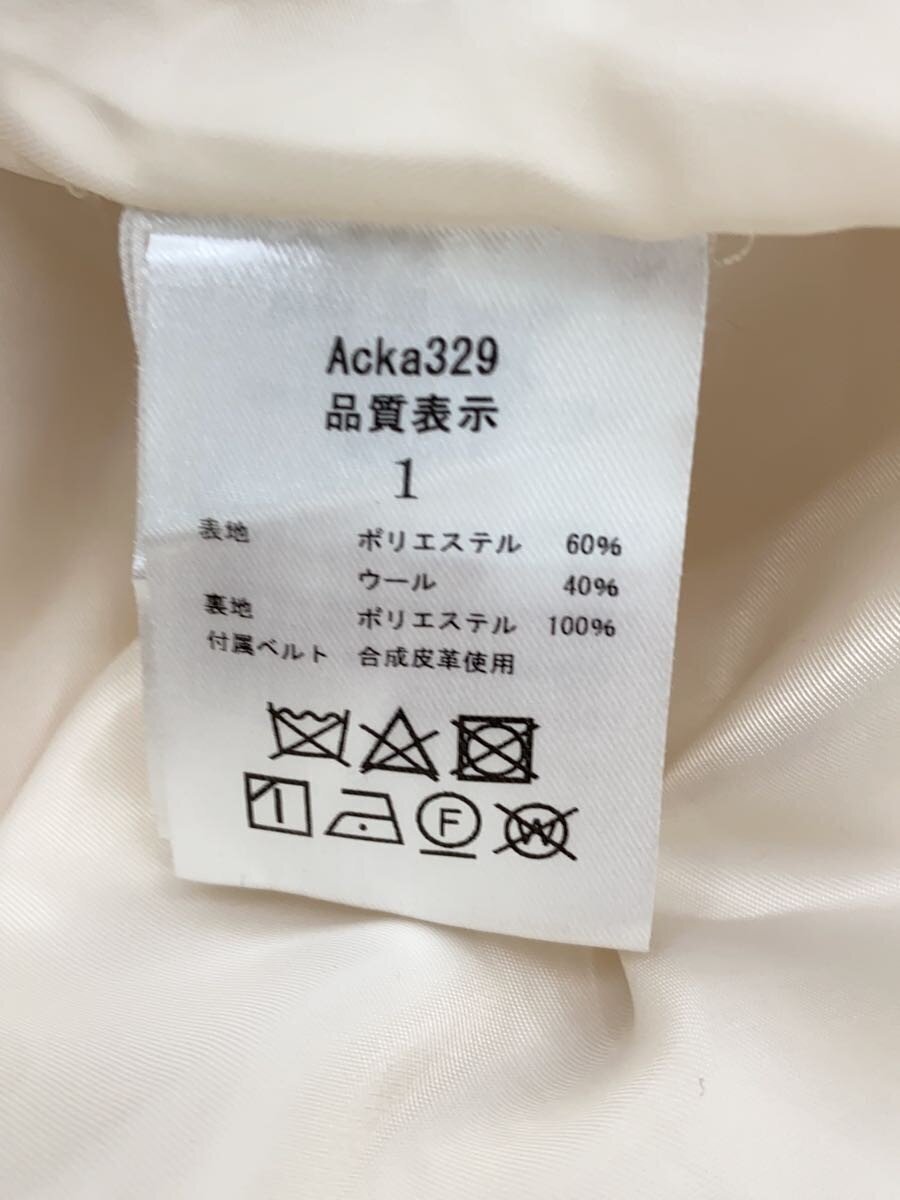 Acka329
品質表示
1
表地 ポリエステル 60%
ウール 40%
裏地 ポリエステル 100%
付属ベルト 合成皮革使用
F
W